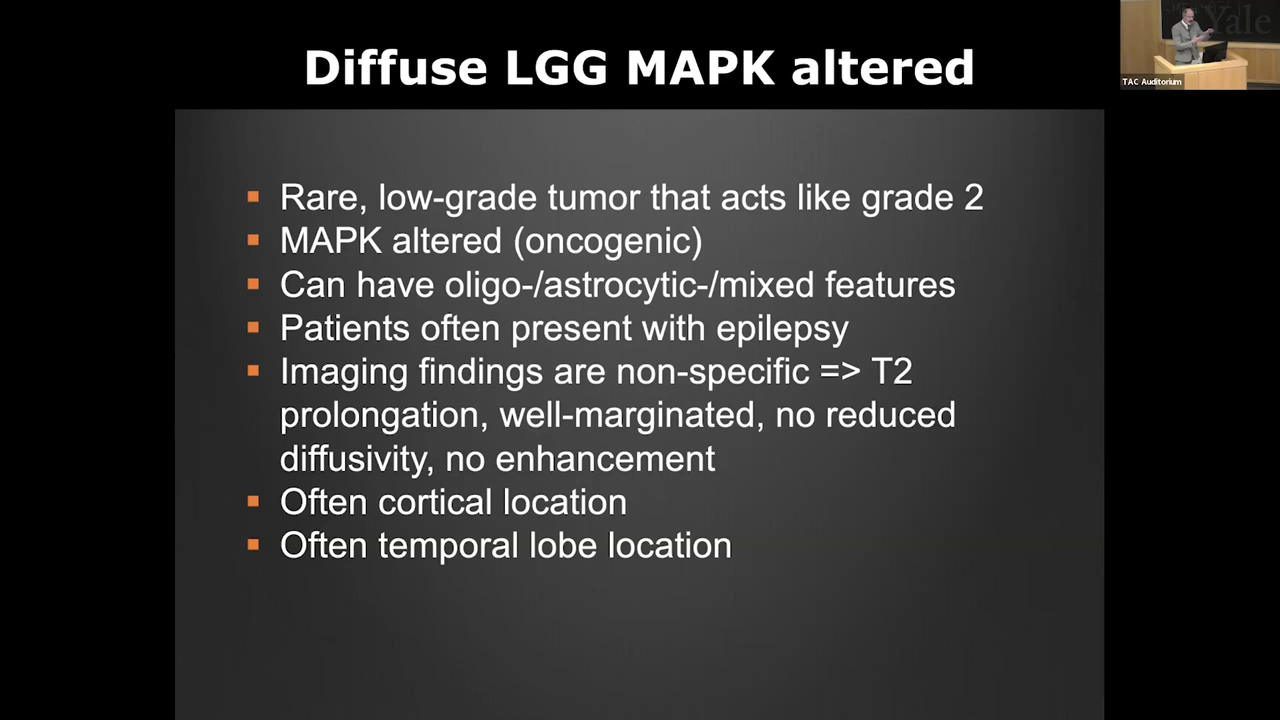 Diffuse LGG MAPK altered
Yale
TAC Auditorium
▪ Rare, low-grade tumor that acts like grade 2
▪ MAPK altered (oncogenic)
▪ Can have oligo-/astrocytic-/mixed features
▪ Patients often present with epilepsy
▪ Imaging findings are non-specific => T2
prolongation, well-marginated, no reduced
diffusivity, no enhancement
▪ Often cortical location
▪ Often temporal lobe location